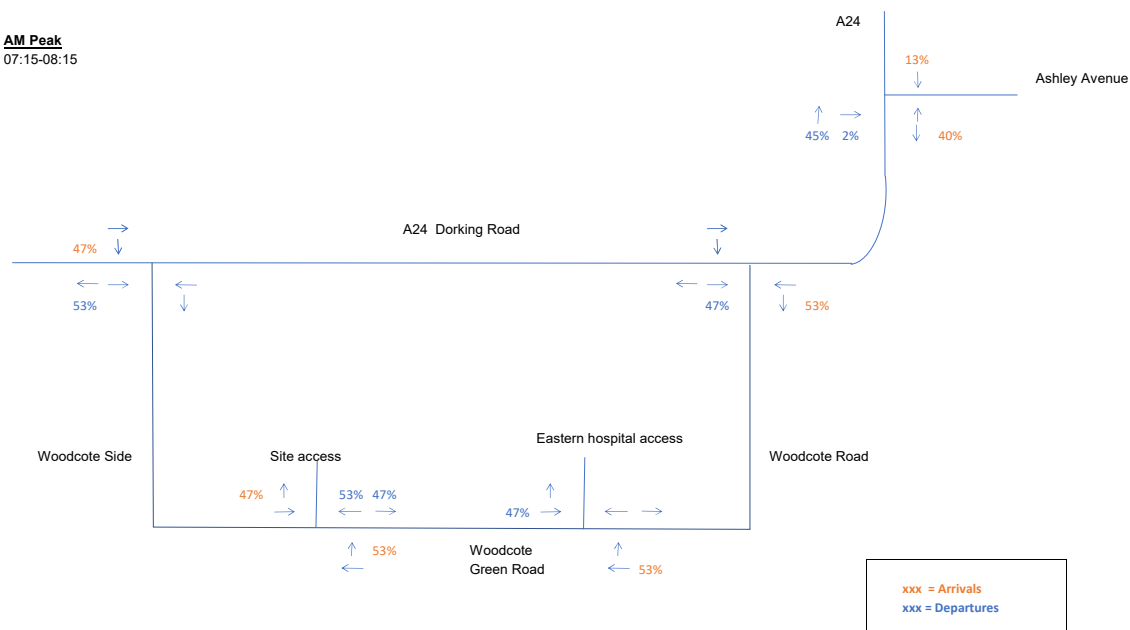 A24
AM Peak
07:15-08:15
13%
Ashley Avenue
45% 2%
40%
A24 Dorking Road
47%
53%
47%
53%
Eastern hospital access
Woodcote Side
Site access
Woodcote Road
47%
53% 47%
47%
53%
Woodcote
Green Road
53%
xxx = Arrivals
xxx = Departures